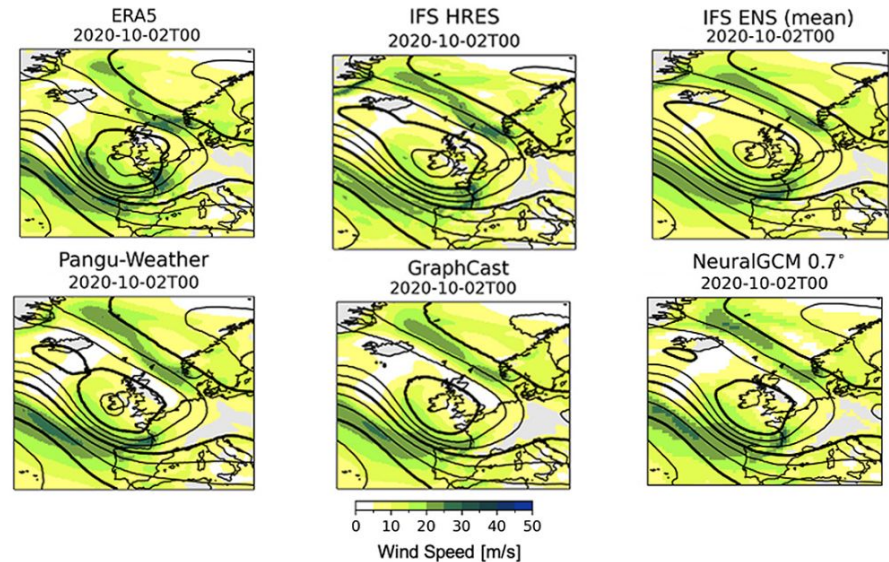 ERA5
2020-10-02T00
IFS HRES
2020-10-02T00
IFS ENS (mean)
2020-10-02T00
Pangu-Weather
2020-10-02T00
GraphCast
2020-10-02T00
NeuralGCM 0.7°
2020-10-02T00
0 10 20 30 40 50
Wind Speed [m/s]